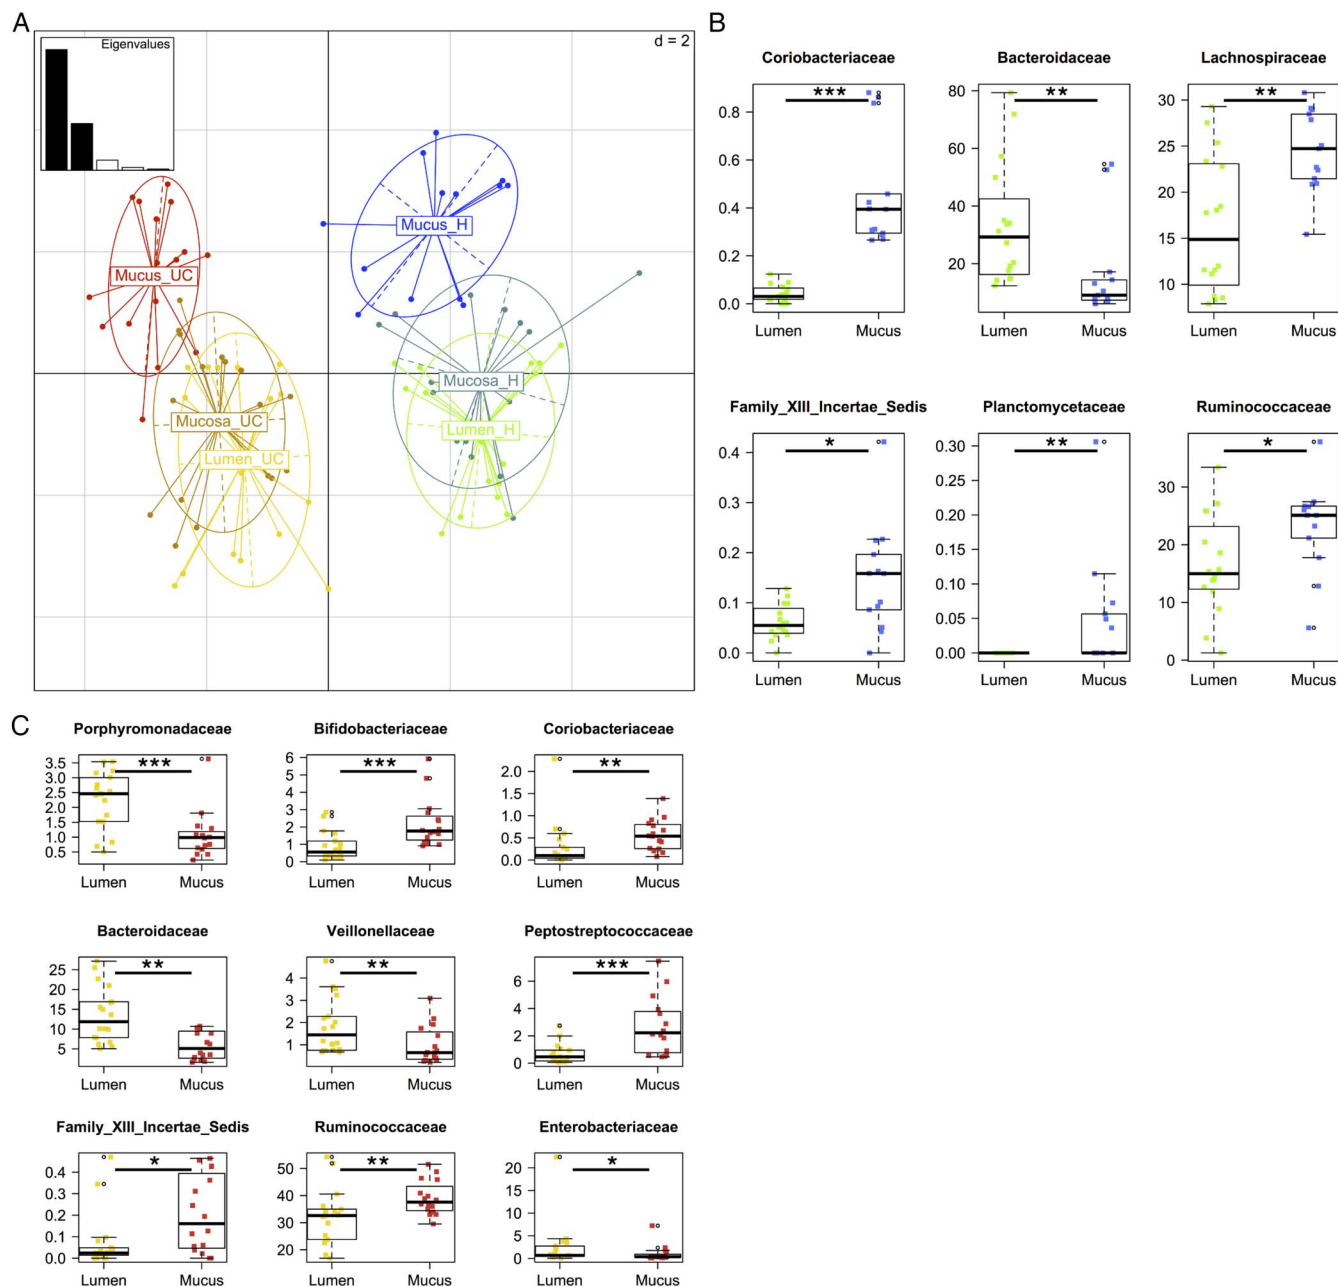 A
Eigenvalues
d = 2
Mucus_H
Mucus_UC
Mucosa_H
Mucosa_UC
Lumen_H
Lumen_UC
B
Coriobacteriaceae
Bacteroidaceae
Lachnospiraceae
***
**
**
0.8
0.6
0.4
0.2
0.0
80
60
40
20
30
25
20
15
10
Lumen
Mucus
Lumen
Mucus
Lumen
Mucus
Family_XIII_Incertae_Sedis
Planctomycetaceae
Ruminococcaceae
*
**
*
0.4
0.3
0.2
0.1
0.0
0.30
0.25
0.20
0.15
0.10
0.05
0.00
30
20
10
0
Lumen
Mucus
Lumen
Mucus
Lumen
Mucus
C
Porphyromonadaceae
Bifidobacteriaceae
Coriobacteriaceae
***
***
**
3.5
3.0
2.5
2.0
1.5
1.0
0.5
6
5
4
3
2
1
0
2.0
1.5
1.0
0.5
0.0
Lumen
Mucus
Lumen
Mucus
Lumen
Mucus
Bacteroidaceae
Veillonellaceae
Peptostreptococcaceae
**
**
***
25
20
15
10
5
4
3
2
1
6
4
2
0
Lumen
Mucus
Lumen
Mucus
Lumen
Mucus
Family_XIII_Incertae_Sedis
Ruminococcaceae
Enterobacteriaceae
*
**
*
0.4
0.3
0.2
0.1
0.0
50
40
30
20
20
15
10
5
0
Lumen
Mucus
Lumen
Mucus
Lumen
Mucus